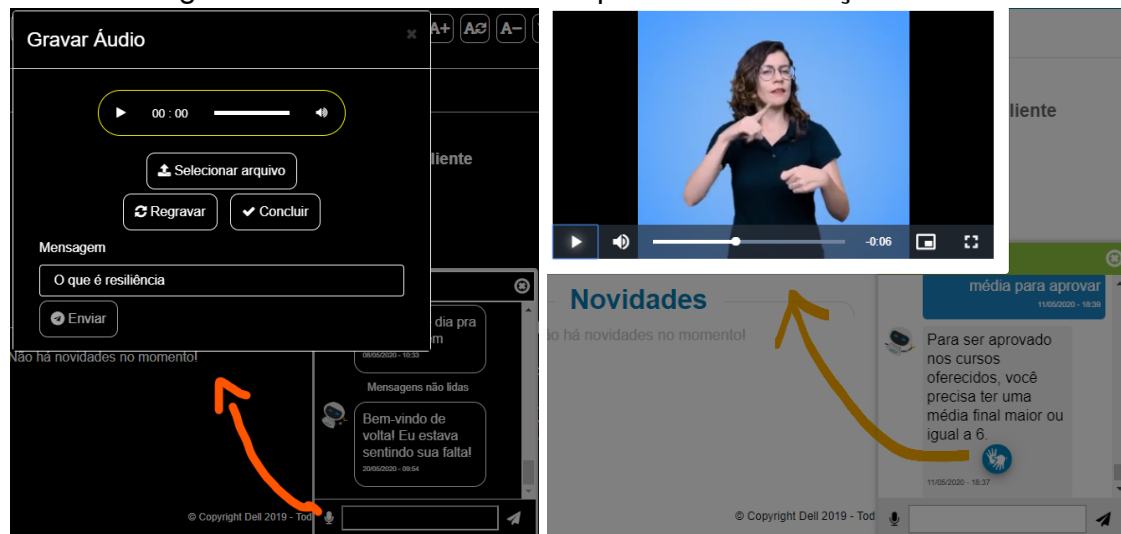 Gravar Áudio
×
A+
A-
00 : 00
Selecionar arquivo
Regravar
Concluir
Mensagem
O que é resiliência
Enviar
liente
Não há novidades no momento!
dia pra
08/05/2020 - 10:33
Mensagens não lidas
Bem-vindo de
volta! Eu estava
sentindo sua falta!
20/05/2020 - 09:54
© Copyright Dell 2019 - Tod
-0:06
liente
Novidades
ão há novidades no momento!
média para aprovar
11/05/2020 - 18:39
Para ser aprovado
nos cursos
oferecidos, você
precisa ter uma
média final maior ou
igual a 6.
11/05/2020 - 18:37
© Copyright Dell 2019 - Tod